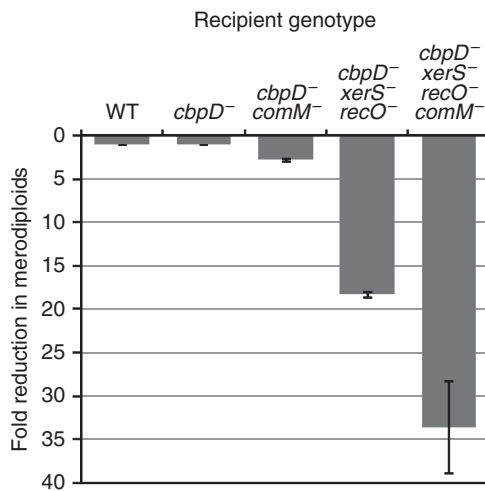 Recipient genotype
WT
cbpD⁻
cbpD⁻
comM⁻
cbpD⁻
xerS⁻
recO⁻
cbpD⁻
xerS⁻
recO⁻
comM⁻
Fold reduction in merodiploids
0
5
10
15
20
25
30
35
40